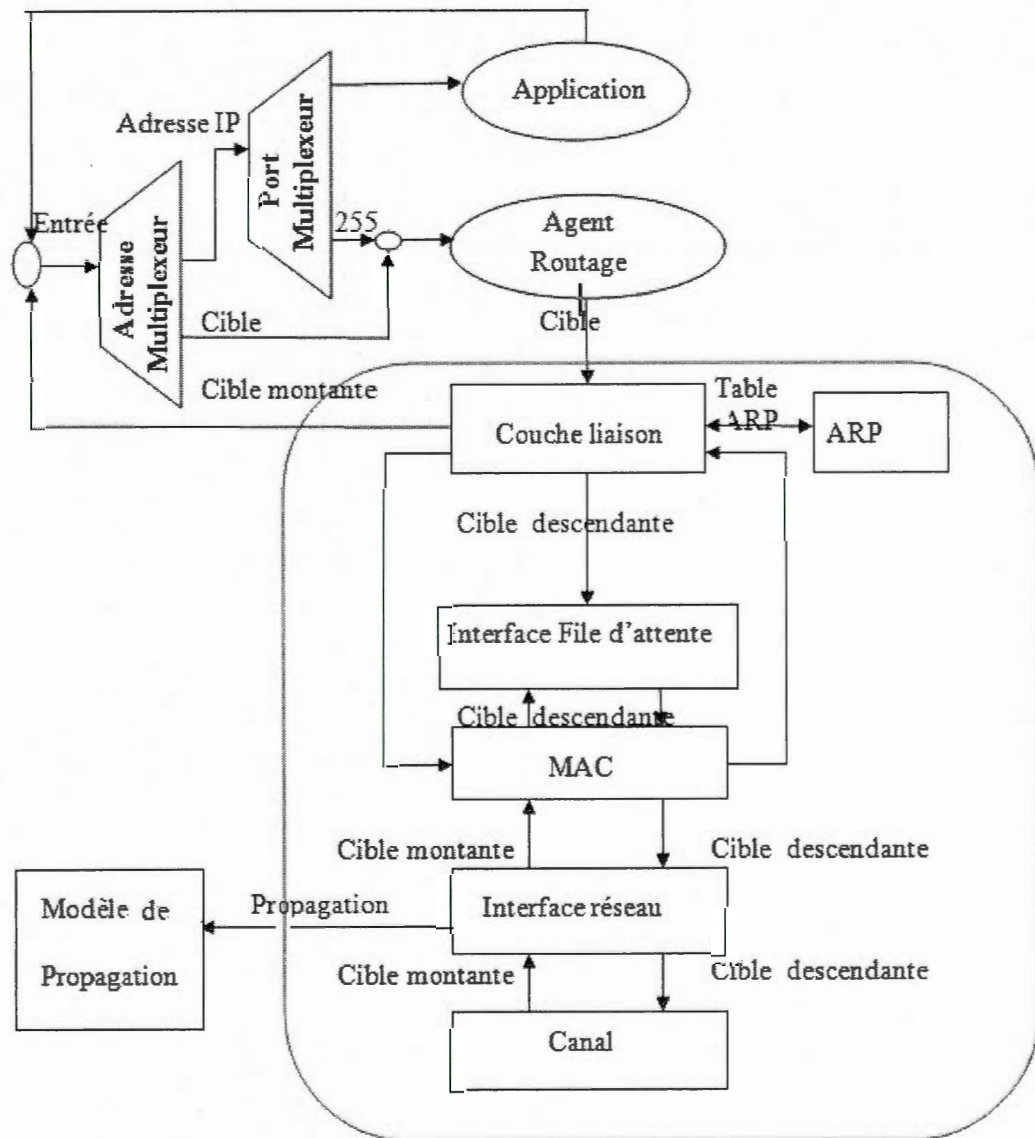 Application
Adresse IP
Port
Multiplexeur
Entrée
Adresse
Multiplexeur
255
Agent
Routage
Cible
Cible
Cible montante
Table
ARP
Couche liaison
ARP
Cible descendante
Interface File d'attente
Cible descendante
MAC
Cible montante
Cible descendante
Modèle de
Propagation
Propagation
Interface réseau
Cible montante
Cible descendante
Canal